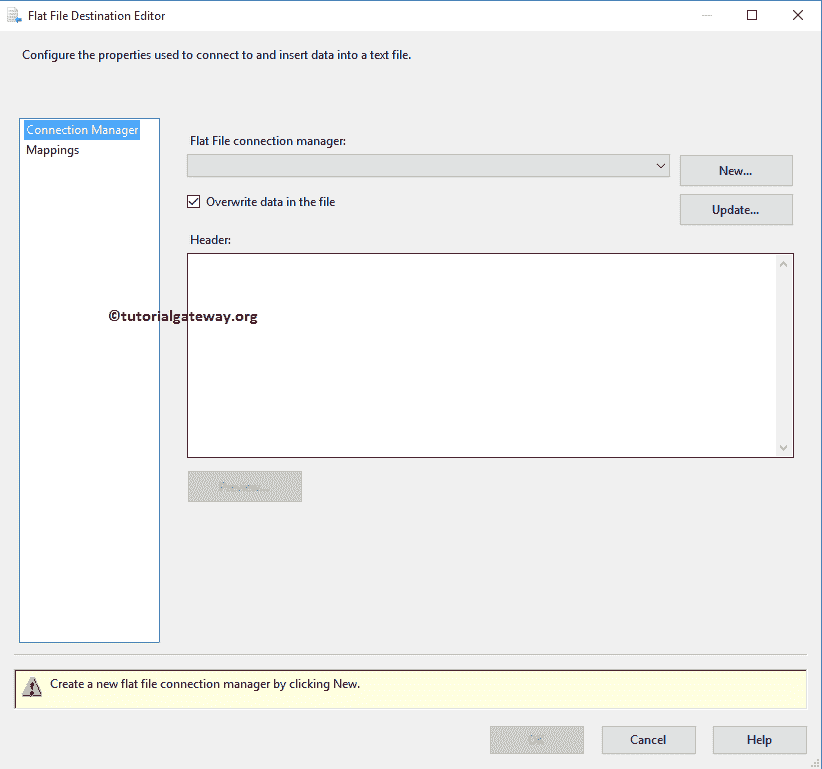 Flat File Destination Editor
Configure the properties used to connect to and insert data into a text file.
Connection Manager
Mappings
Flat File connection manager:
New...
Overwrite data in the file
Update...
Header:
©tutorialgateway.org
Preview...
Create a new flat file connection manager by clicking New.
OK
Cancel
Help